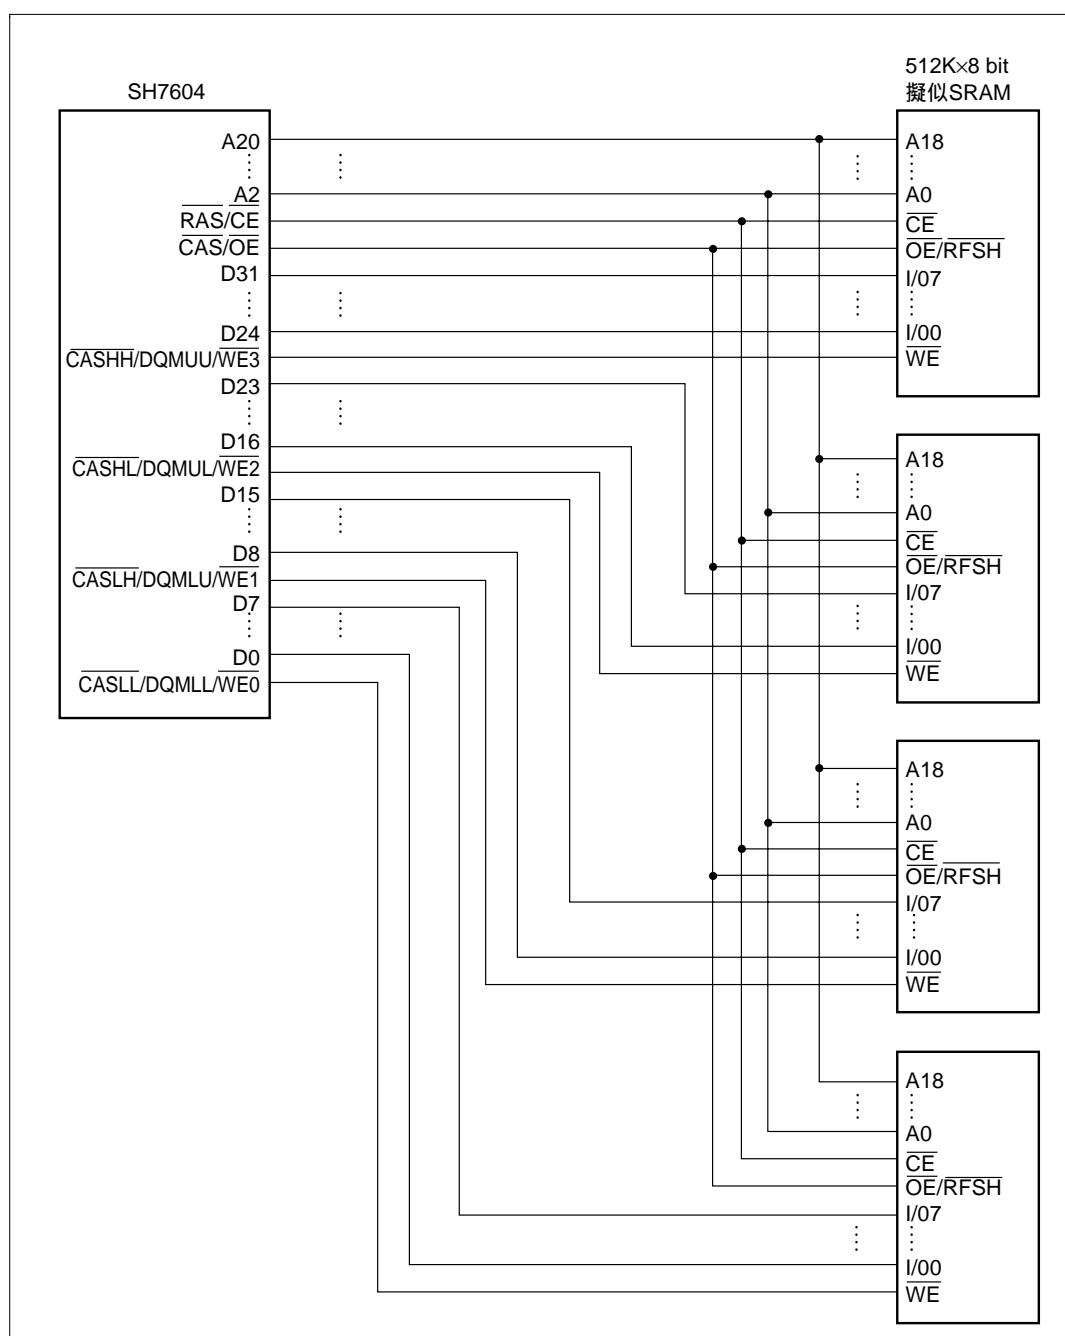 SH7604
A20
A2
RAS/CE
CAS/OE
D31
D24
CASHH/DQMUU/WE3
D23
D16
CASHL/DQMUL/WE2
D15
D8
CASLH/DQMLU/WE1
D7
D0
CASLL/DQMLL/WE0
512K×8 bit
擬似SRAM
A18
A0
CE
OE/RFSH
I/07
I/00
WE
A18
A0
CE
OE/RFSH
I/07
I/00
WE
A18
A0
CE
OE/RFSH
I/07
I/00
WE
A18
A0
CE
OE/RFSH
I/07
I/00
WE